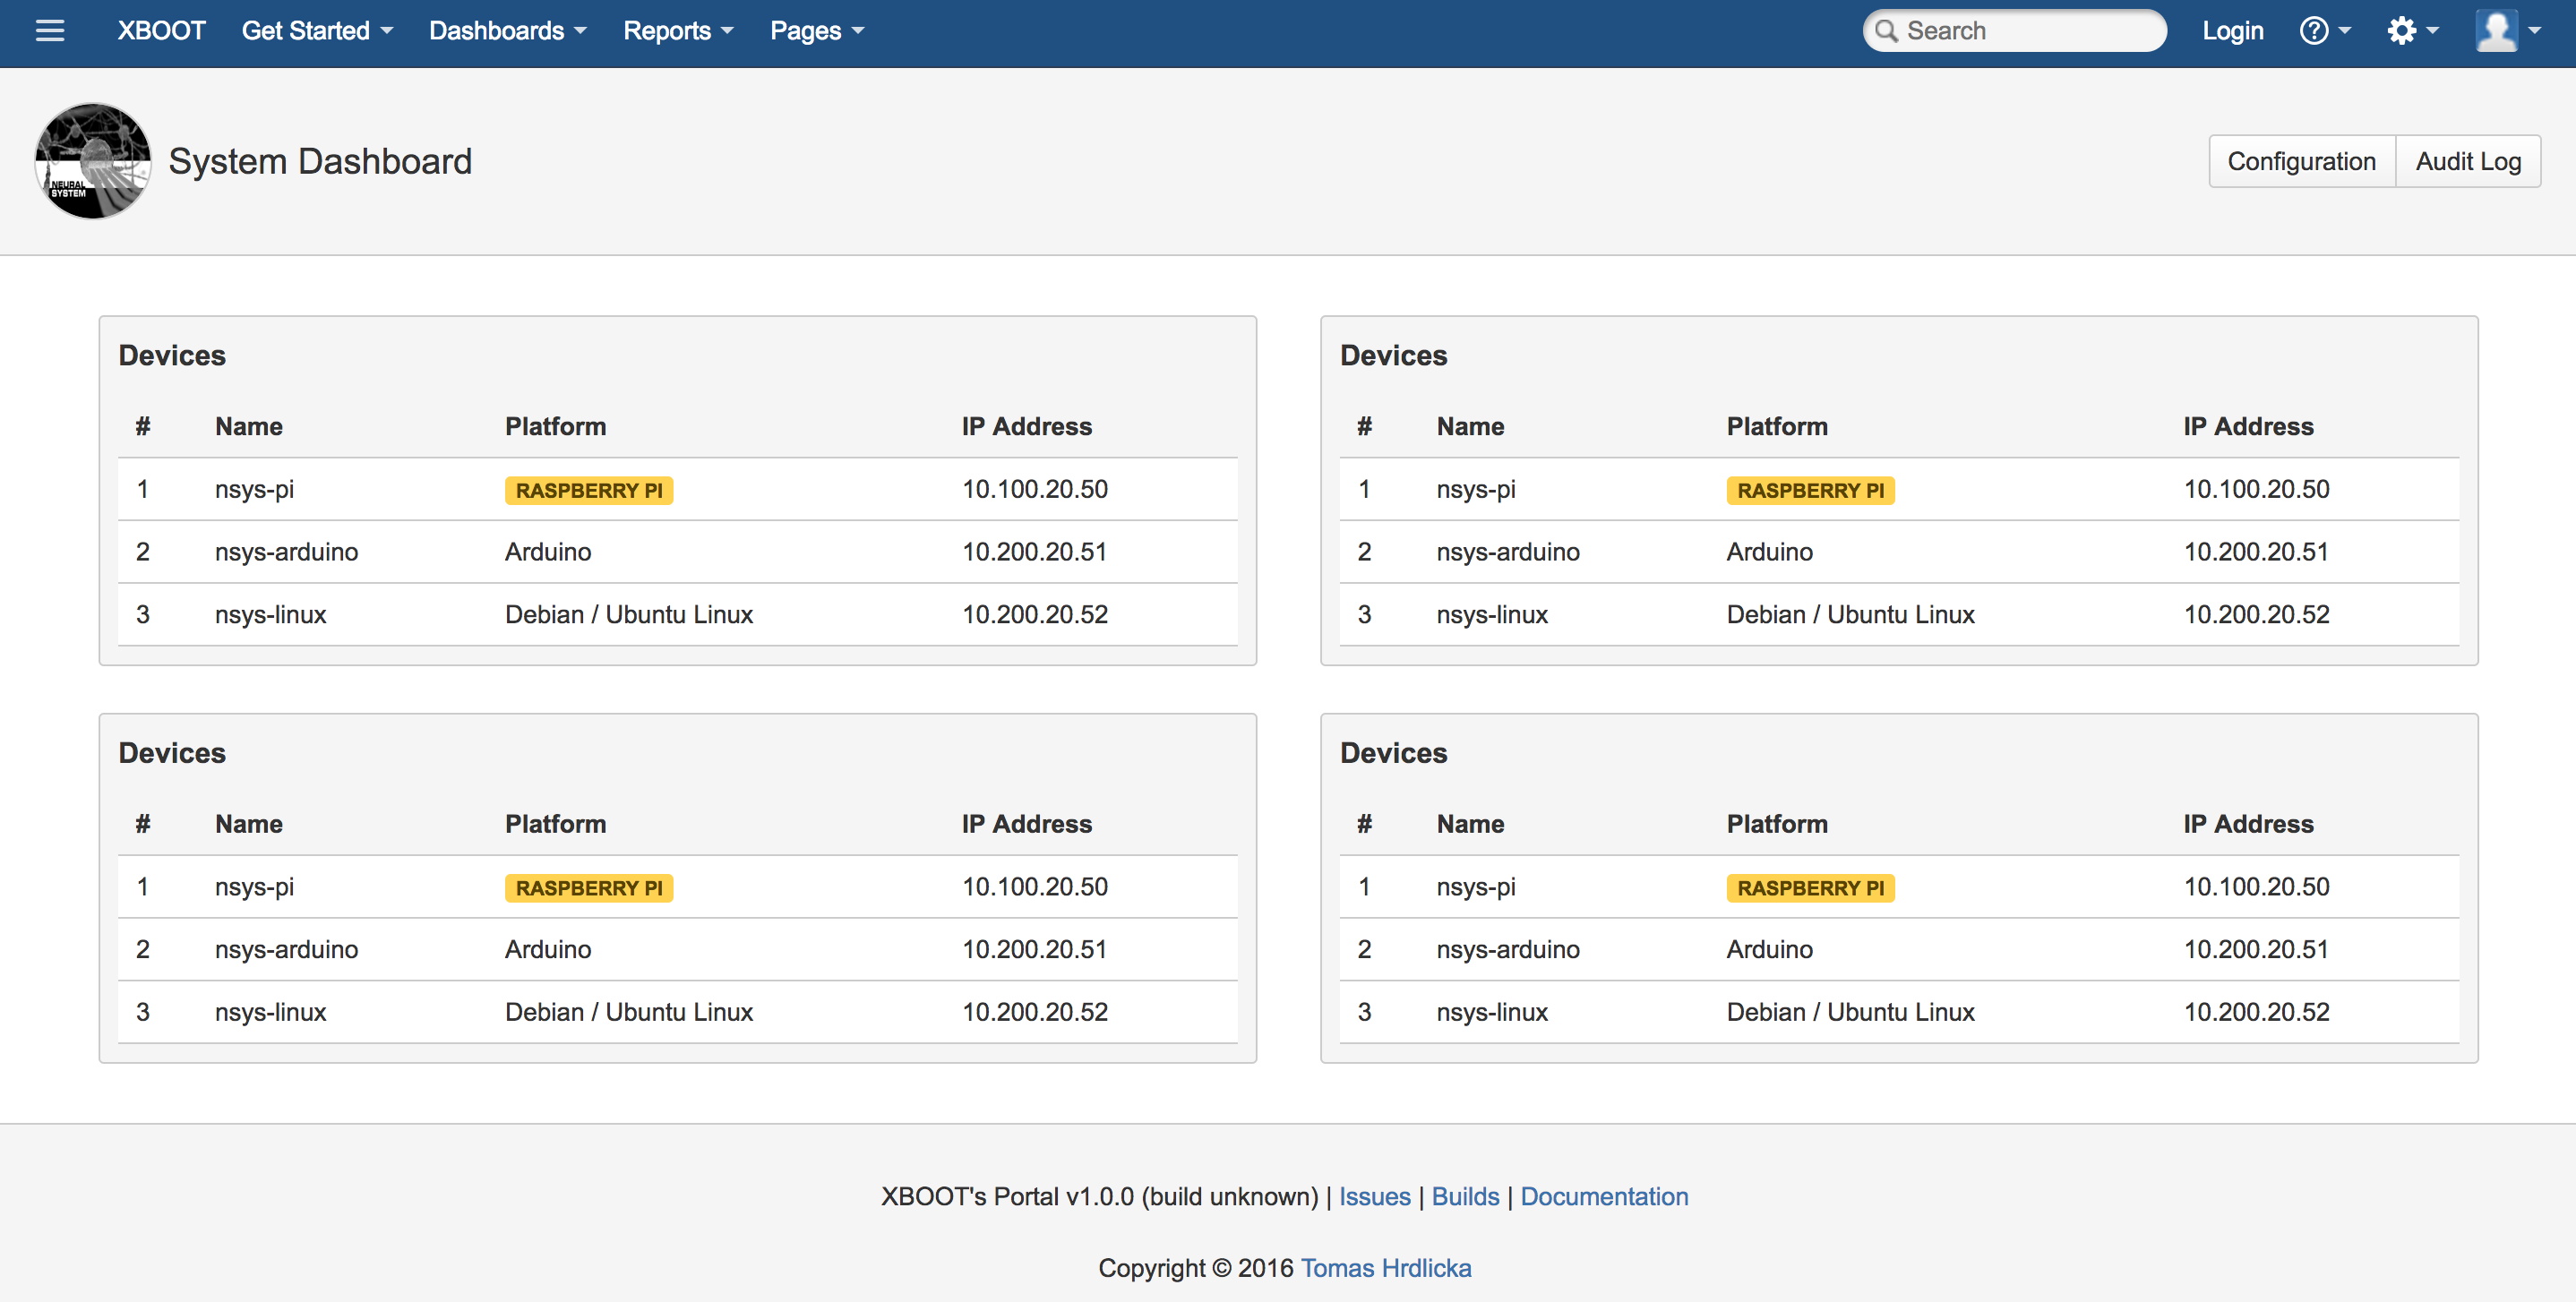 XBOOT Get Started Dashboards Reports Pages Search Login ?
NEURAL
SYSTEM
System Dashboard
Configuration Audit Log
Devices
# Name Platform IP Address
1 nsys-pi RASPBERRY PI 10.100.20.50
2 nsys-arduino Arduino 10.200.20.51
3 nsys-linux Debian / Ubuntu Linux 10.200.20.52
Devices
# Name Platform IP Address
1 nsys-pi RASPBERRY PI 10.100.20.50
2 nsys-arduino Arduino 10.200.20.51
3 nsys-linux Debian / Ubuntu Linux 10.200.20.52
Devices
# Name Platform IP Address
1 nsys-pi RASPBERRY PI 10.100.20.50
2 nsys-arduino Arduino 10.200.20.51
3 nsys-linux Debian / Ubuntu Linux 10.200.20.52
Devices
# Name Platform IP Address
1 nsys-pi RASPBERRY PI 10.100.20.50
2 nsys-arduino Arduino 10.200.20.51
3 nsys-linux Debian / Ubuntu Linux 10.200.20.52
XBOOT's Portal v1.0.0 (build unknown) | Issues | Builds | Documentation
Copyright © 2016 Tomas Hrdlicka